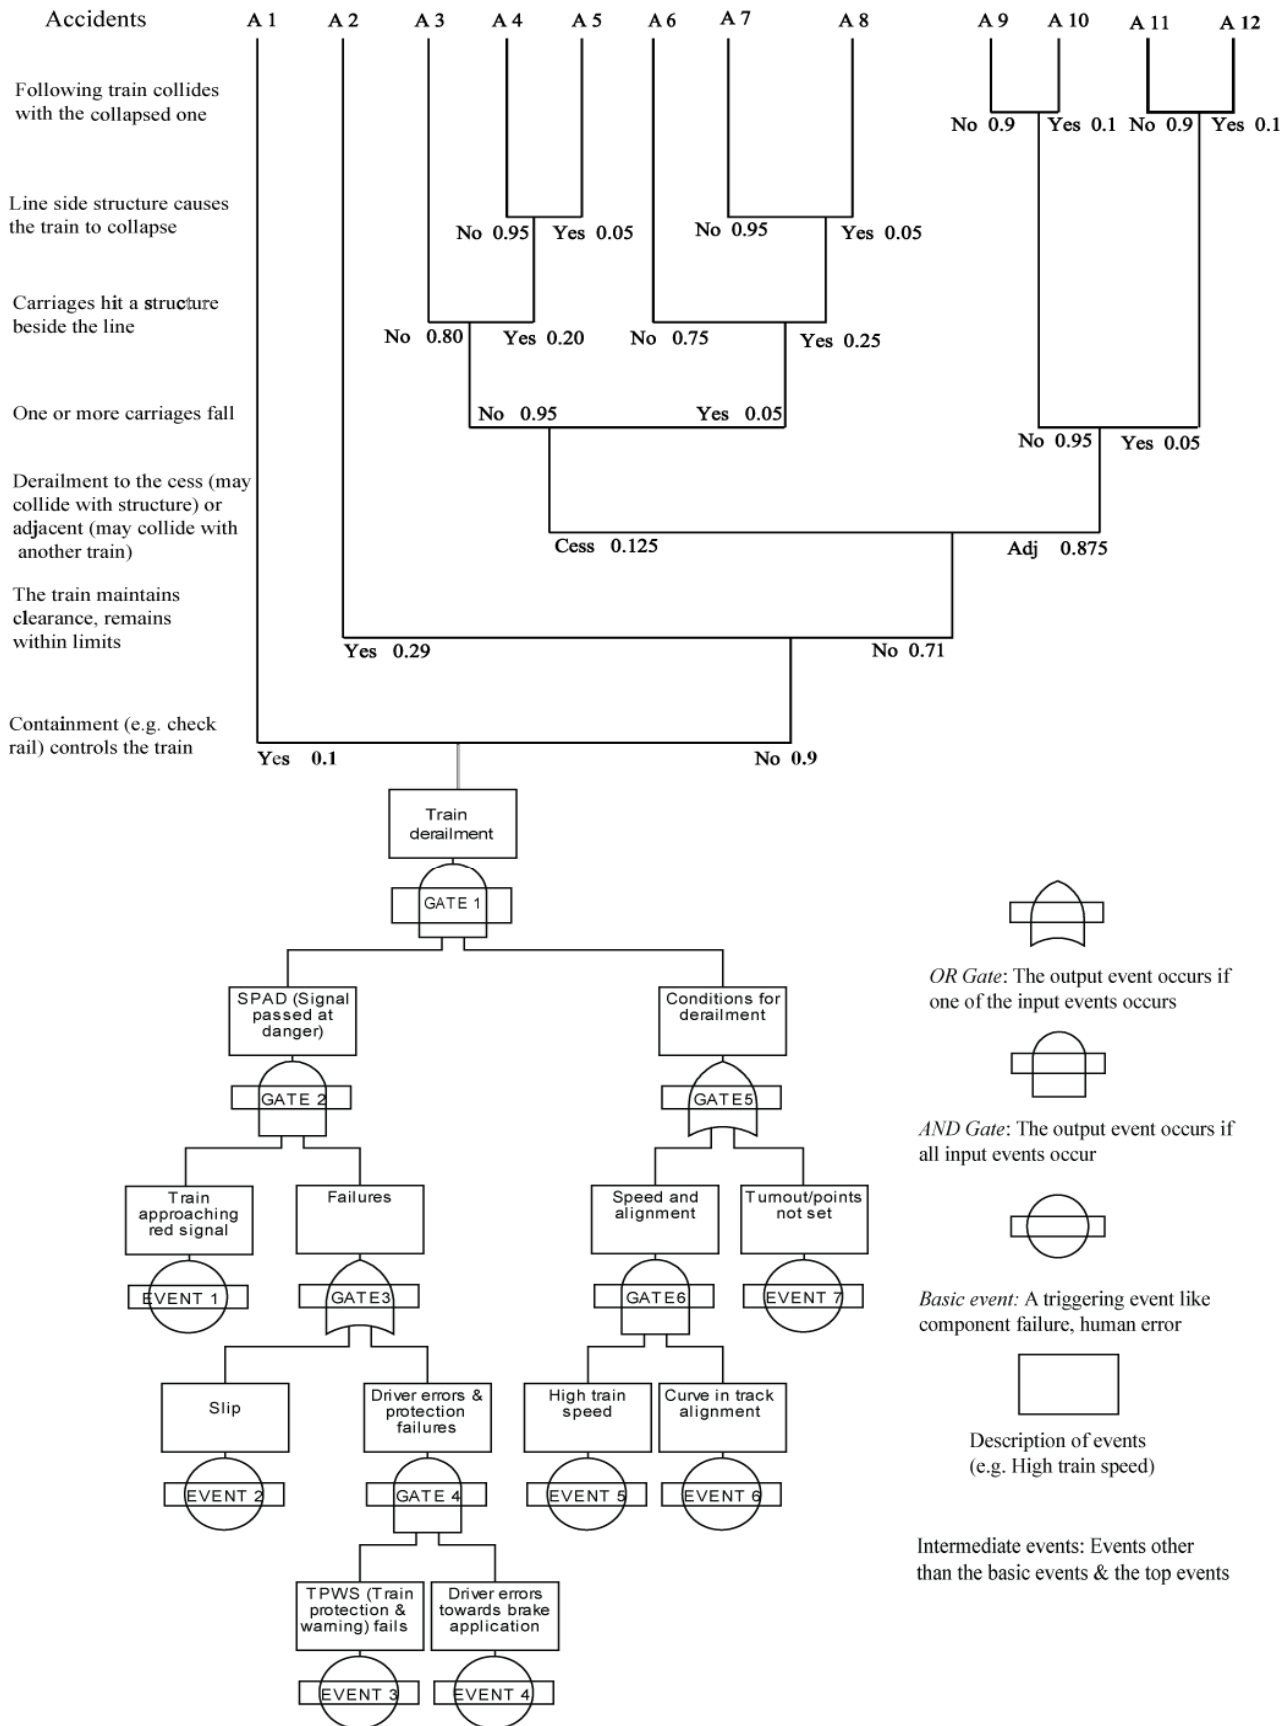 Accidents A 1 A 2 A 3 A 4 A 5 A 6 A 7 A 8 A 9 A 10 A 11 A 12
Following train collides
with the collapsed one
No 0.9 Yes 0.1 No 0.9 Yes 0.1
Line side structure causes
the train to collapse
No 0.95 Yes 0.05 No 0.95 Yes 0.05
Carriages hit a structure
beside the line
No 0.80 Yes 0.20 No 0.75 Yes 0.25
One or more carriages fall
No 0.95 Yes 0.05 No 0.95 Yes 0.05
Derailment to the cess (may
collide with structure) or
adjacent (may collide with
another train)
Cess 0.125 Adj 0.875
The train maintains
clearance, remains
within limits
Yes 0.29 No 0.71
Containment (e.g. check
rail) controls the train
Yes 0.1 No 0.9
Train
derailment
GATE 1
SPAD (Signal
passed at
danger)
GATE 2
Conditions for
derailment
GATE5
Train
approaching
red signal
EVENT 1
Failures
GATE3
Speed and
alignment
GATE6
Turnout/points
not set
EVENT 7
Slip
EVENT 2
Driver errors &
protection
failures
GATE 4
High train
speed
EVENT 5
Curve in track
alignment
EVENT 6
TPWS (Train
protection &
warning) fails
EVENT 3
Driver errors
towards brake
application
EVENT 4
OR Gate: The output event occurs if
one of the input events occurs
AND Gate: The output event occurs if
all input events occur
Basic event: A triggering event like
component failure, human error
Description of events
(e.g. High train speed)
Intermediate events: Events other
than the basic events & the top events